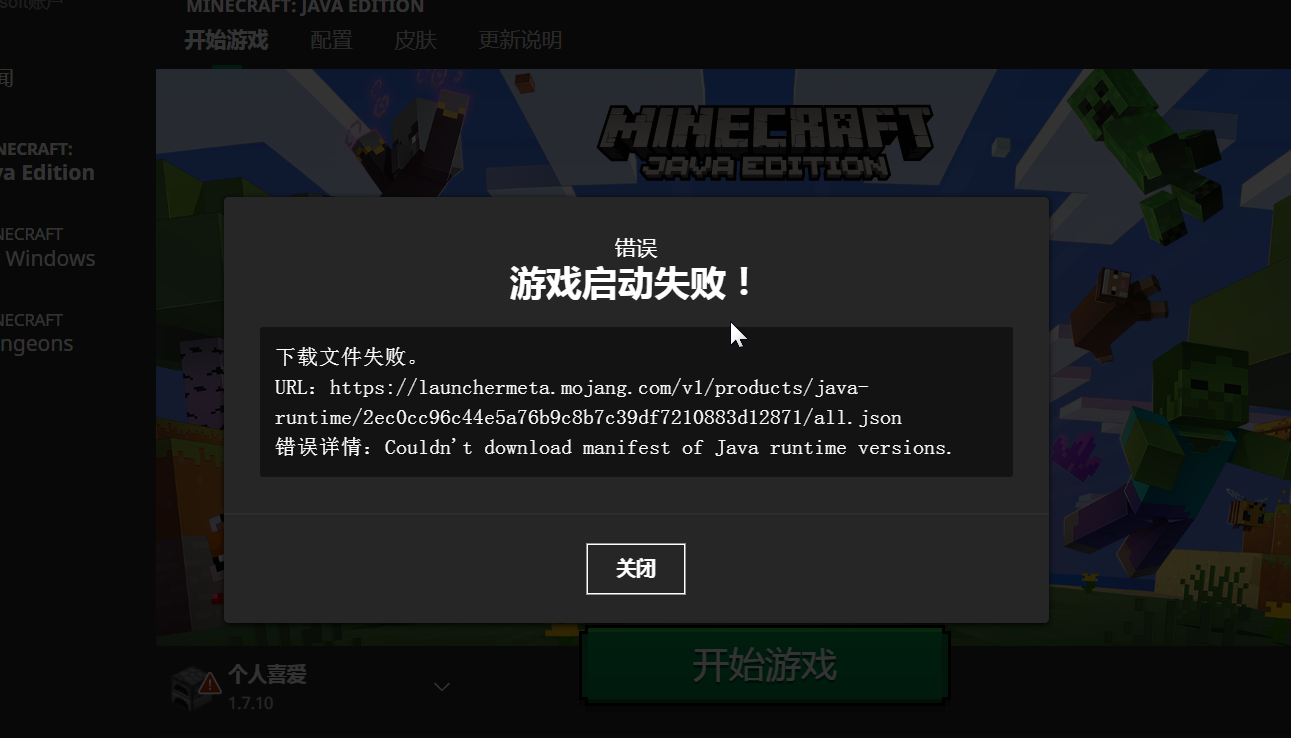 soft账户
MINECRAFT: JAVA EDITION
开始游戏 配置 皮肤 更新说明
闻
MINECRAFT
JAVA EDITION
NECRAFT:
va Edition
NECRAFT
Windows
NECRAFT
ngeons
错误
游戏启动失败！
下载文件失败。
URL: https://launchermeta.mojang.com/v1/products/java-
runtime/2ec0cc96c44e5a76b9c8b7c39df7210883d12871/all.json
错误详情: Couldn't download manifest of Java runtime versions.
关闭
个人喜爱
1.7.10
开始游戏